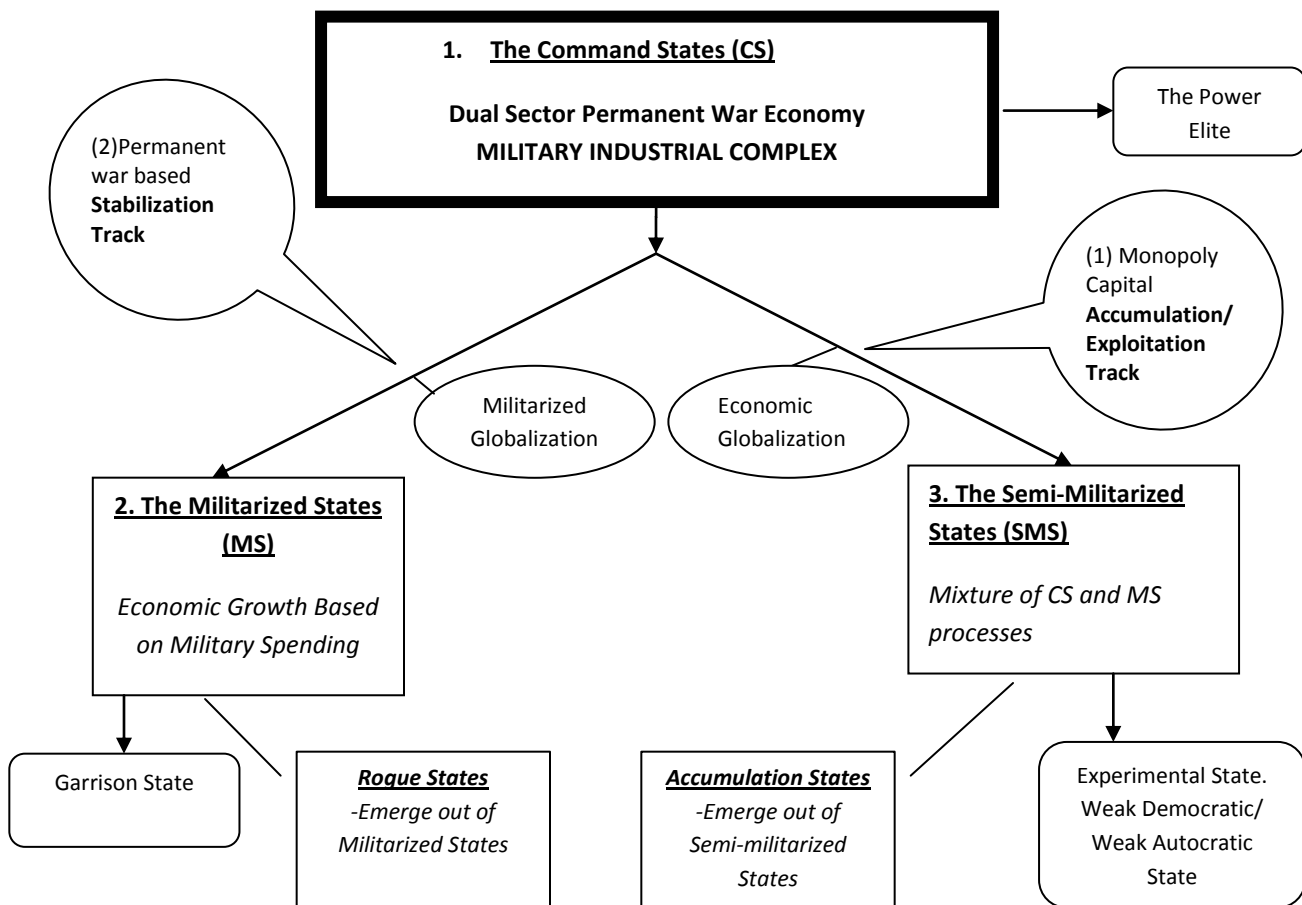 1. The Command States (CS)
Dual Sector Permanent War Economy
MILITARY INDUSTRIAL COMPLEX
The Power
Elite
(2)Permanent
war based
Stabilization
Track
(1) Monopoly
Capital
Accumulation/
Exploitation
Track
Militarized
Globalization
Economic
Globalization
2. The Militarized States
(MS)
Economic Growth Based
on Military Spending
3. The Semi-Militarized
States (SMS)
Mixture of CS and MS
processes
Garrison State
Rogue States
-Emerge out of
Militarized States
Accumulation States
-Emerge out of
Semi-militarized
States
Experimental State.
Weak Democratic/
Weak Autocratic
State